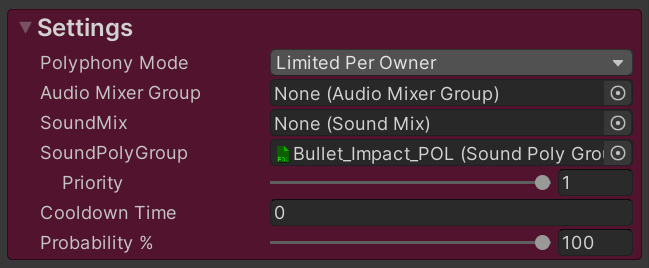 Settings
Polyphony Mode Limited Per Owner
Audio Mixer Group None (Audio Mixer Group)
SoundMix None (Sound Mix)
SoundPolyGroup Bullet_Impact_POL (Sound Poly Grou
Priority 1
Cooldown Time 0
Probability % 100